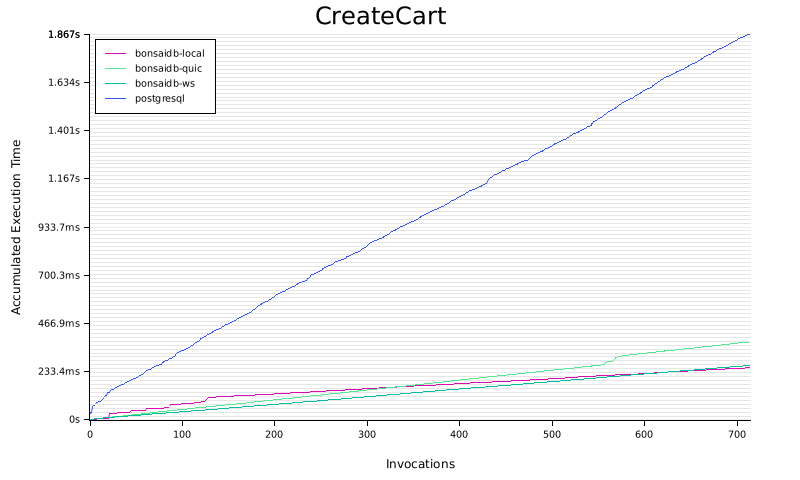 CreateCart
1.867s
1.634s
1.401s
1.167s
933.7ms
700.3ms
466.9ms
233.4ms
0s
Accumulated Execution Time
bonsaidb-local
bonsaidb-quic
bonsaidb-ws
postgresql
0 100 200 300 400 500 600 700
Invocations